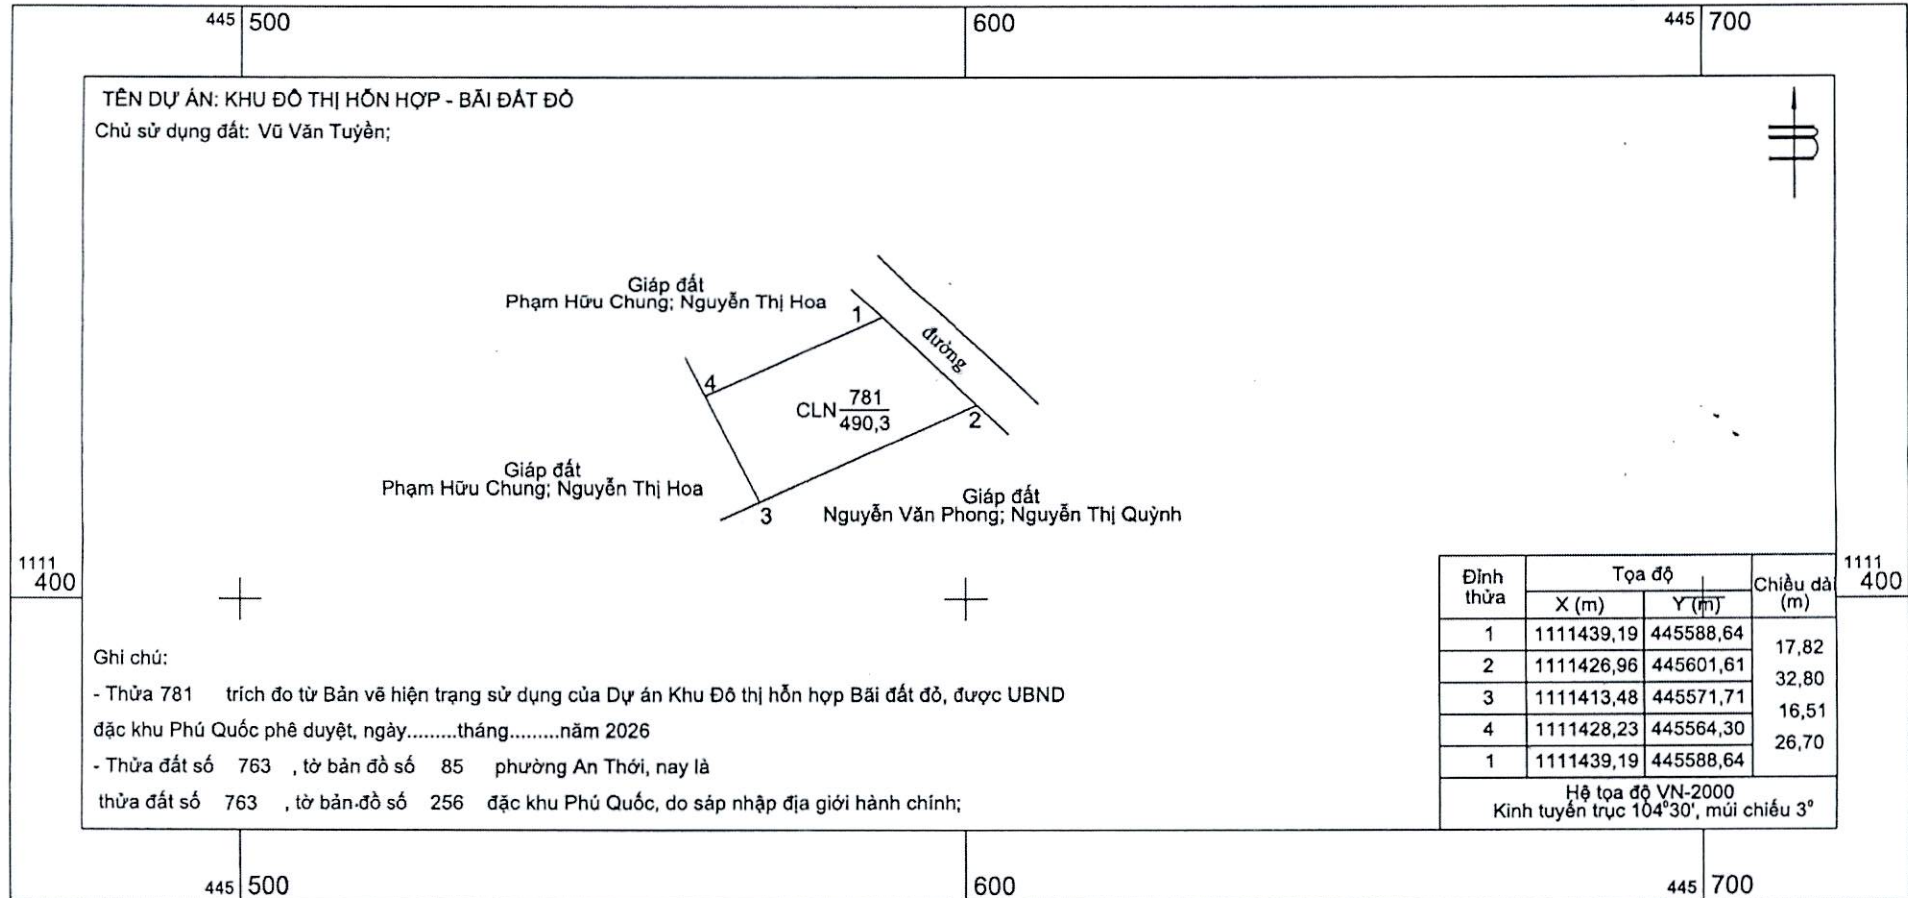 445 500 600 445 700
TÊN DỰ ÁN: KHU ĐÔ THỊ HỖN HỢP - BÃI ĐẤT ĐỎ
Chủ sử dụng đất: Vũ Văn Tuyền;
Giáp đất
Phạm Hữu Chung; Nguyễn Thị Hoa
1
đường
4
CLN 781
490,3
2
Giáp đất
Phạm Hữu Chung; Nguyễn Thị Hoa
3
Giáp đất
Nguyễn Văn Phong; Nguyễn Thị Quỳnh
1111
400
1111
400
Đỉnh thửa Tọa độ Chiều dài (m)
X (m) Y (m)
1 1111439,19 445588,64
17,82
2 1111426,96 445601,61
32,80
3 1111413,48 445571,71
16,51
4 1111428,23 445564,30
26,70
1 1111439,19 445588,64
Hệ tọa độ VN-2000
Kinh tuyến trục 104°30', múi chiếu 3°
Ghi chú:
- Thửa 781 trích đo từ Bản vẽ hiện trạng sử dụng của Dự án Khu Đô thị hỗn hợp Bãi đất đỏ, được UBND
đặc khu Phú Quốc phê duyệt, ngày.........tháng.........năm 2026
- Thửa đất số 763 , tờ bản đồ số 85 phường An Thới, nay là
thửa đất số 763 , tờ bản đồ số 256 đặc khu Phú Quốc, do sáp nhập địa giới hành chính;
445 500 600 445 700